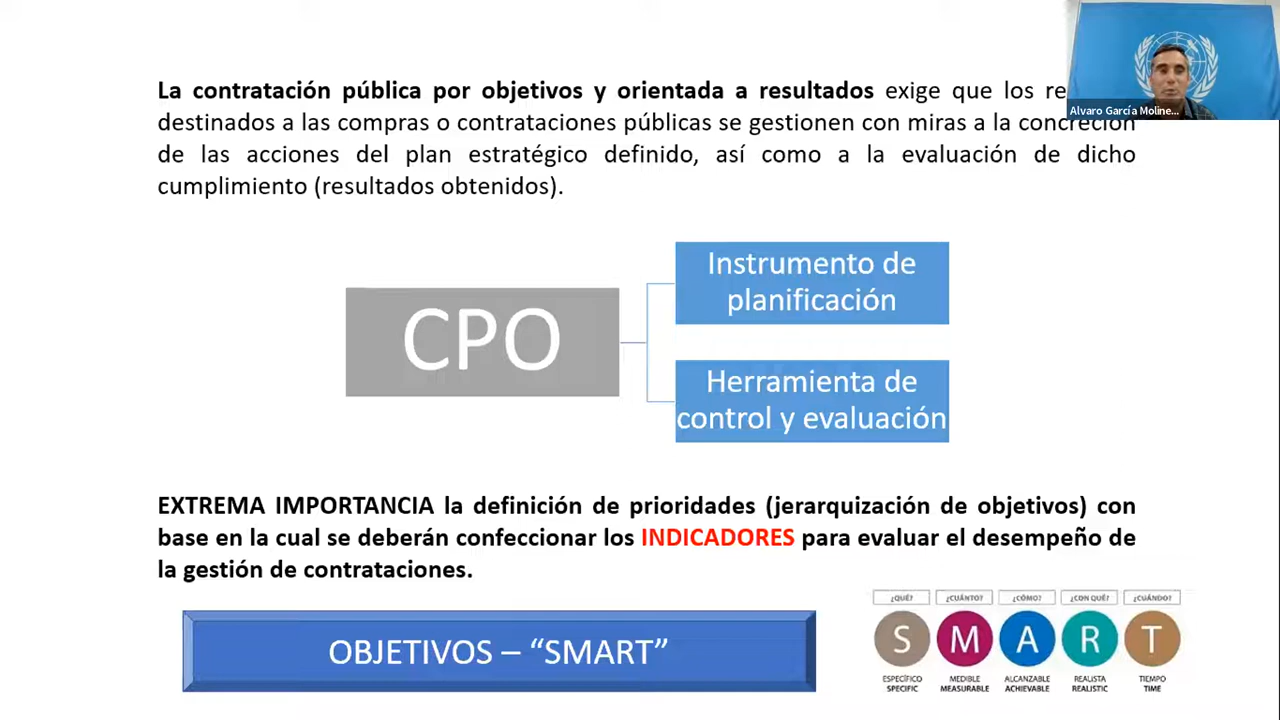 La contratación pública por objetivos y orientada a resultados exige que los re
destinados a las compras o contrataciones públicas se gestionen con miras a la concreción
de las acciones del plan estratégico definido, así como a la evaluación de dicho
cumplimiento (resultados obtenidos).
Alvaro García Moline...
CPO
Instrumento de
planificación
Herramienta de
control y evaluación
EXTREMA IMPORTANCIA la definición de prioridades (jerarquización de objetivos) con
base en la cual se deberán confeccionar los INDICADORES para evaluar el desempeño de
la gestión de contrataciones.
OBJETIVOS – “SMART”
¿QUÉ? ¿CUÁNTO? ¿CÓMO? ¿CON QUÉ? ¿CUÁNDO?
S M A R T
ESPECÍFICO MEDIBLE ALCANZABLE REALISTA TIEMPO
SPECIFIC MEASURABLE ACHIEVABLE REALISTIC TIME